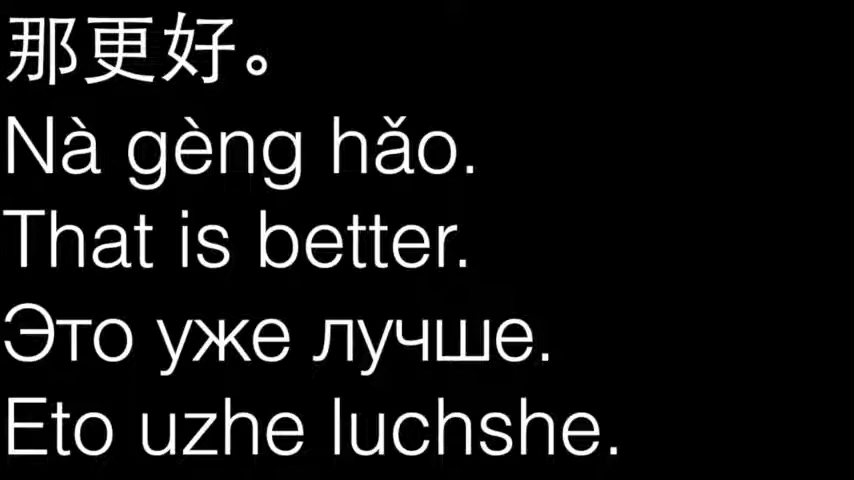 那更好。
Nà gèng hǎo.
That is better.
Это уже лучше.
Eto uzhe luchshe.